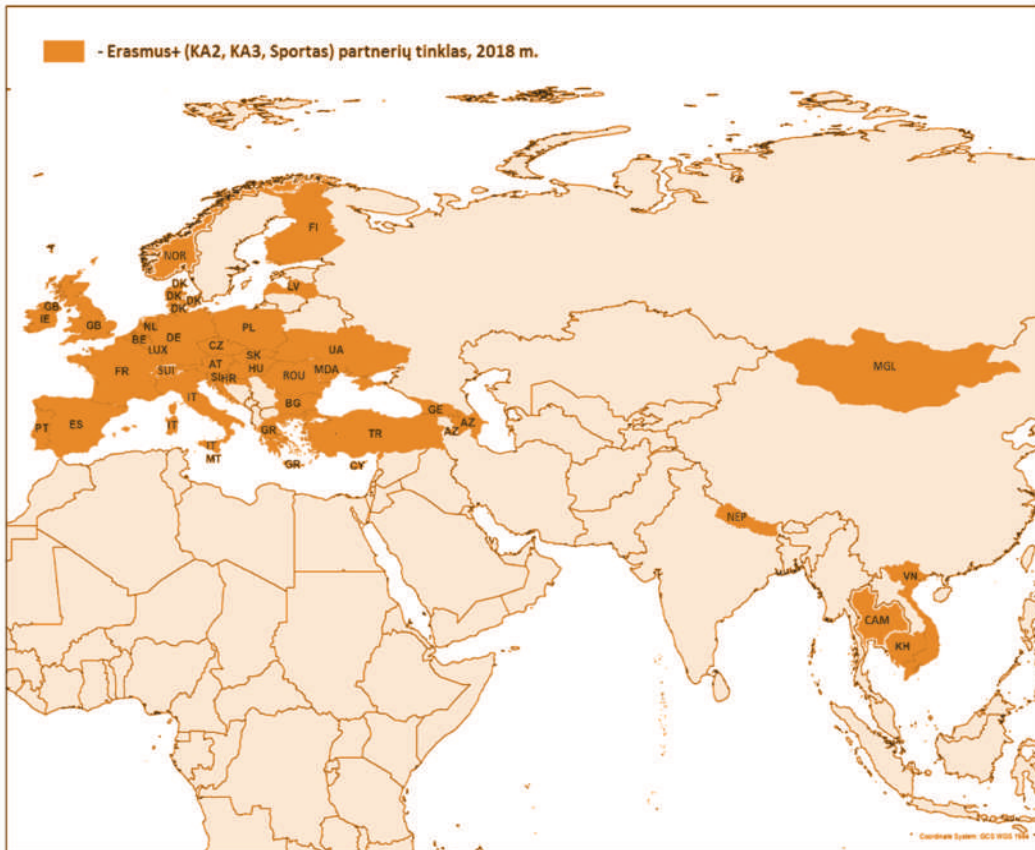 - Erasmus+ (KA2, KA3, Sportas) partnerių tinklas, 2018 m.
FI
NOR
DK
LV
DK
DK
DK
GB
IE
GB
NL
PL
BE
DE
LUX
CZ
SK
UA
AT
HU
FR
SUI
SI
HR
ROU
MDA
MGL
IT
BG
GE
AZ
PT
ES
IT
GR
TR
AZ
IT
MT
GR
CY
NEP
VN
CAM
KH
Coordinate System: GCS WGS 1984